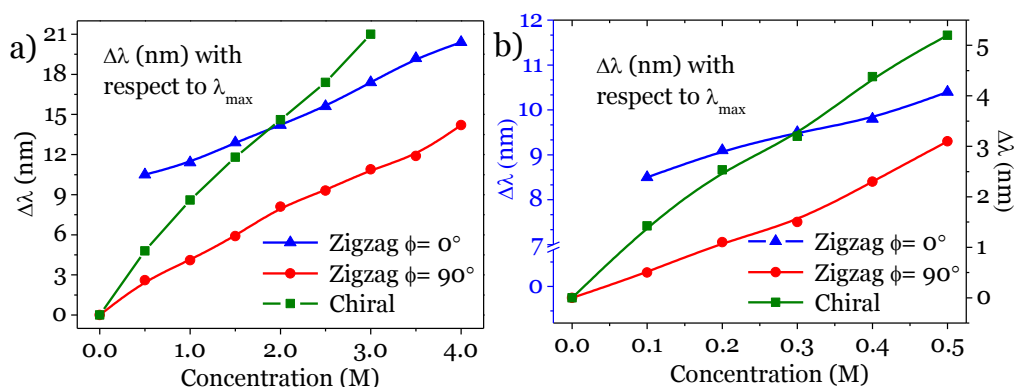 a)
Δλ (nm) with
respect to λmax
Δλ (nm)
21
18
15
12
9
6
3
0
Zigzag ϕ= 0°
Zigzag ϕ= 90°
Chiral
0.0 1.0 2.0 3.0 4.0
Concentration (M)
b)
Δλ (nm) with
respect to λmax
Δλ (nm)
12
11
10
9
8
7
0
Zigzag ϕ= 0°
Zigzag ϕ= 90°
Chiral
5
4
3
2
1
0
Δλ (nm)
0.0 0.1 0.2 0.3 0.4 0.5
Concentration (M)